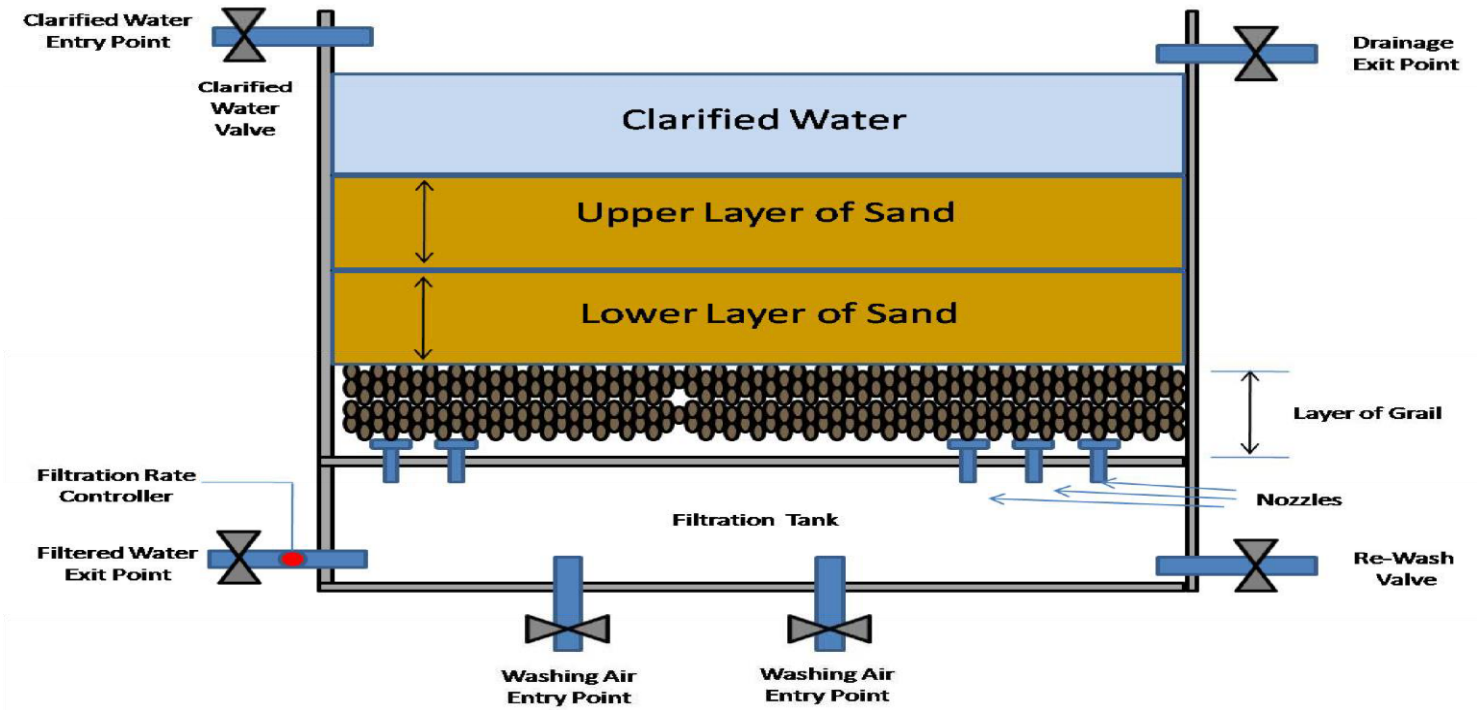 Clarified Water
Entry Point
Clarified
Water
Valve
Drainage
Exit Point
Clarified Water
Upper Layer of Sand
Lower Layer of Sand
Layer of Grail
Filtration Rate
Controller
Nozzles
Filtration Tank
Filtered Water
Exit Point
Re-Wash
Valve
Washing Air
Entry Point
Washing Air
Entry Point